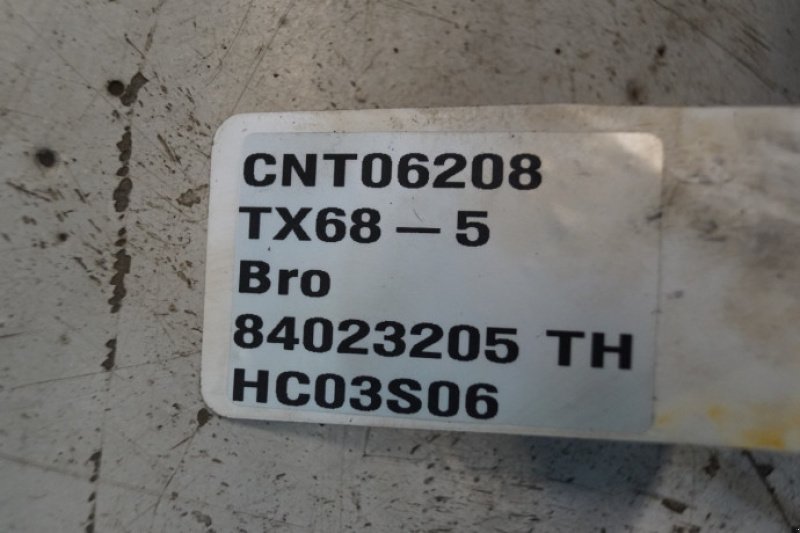 CNT06208
TX68 – 5
Bro
84023205 TH
HC03S06